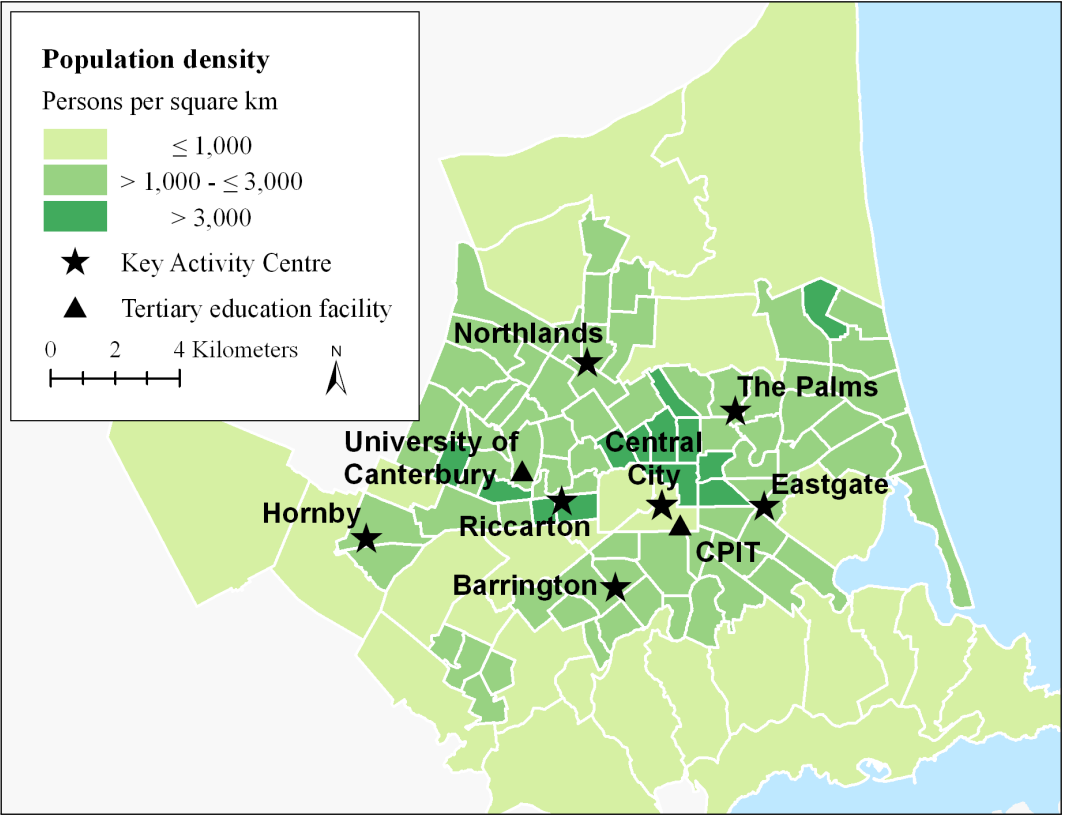 Population density
Persons per square km
≤ 1,000
> 1,000 - ≤ 3,000
> 3,000
Key Activity Centre
Tertiary education facility
0 2 4 Kilometers
N
Northlands
The Palms
University of
Canterbury
Central
City
Eastgate
Hornby
Riccarton
CPIT
Barrington